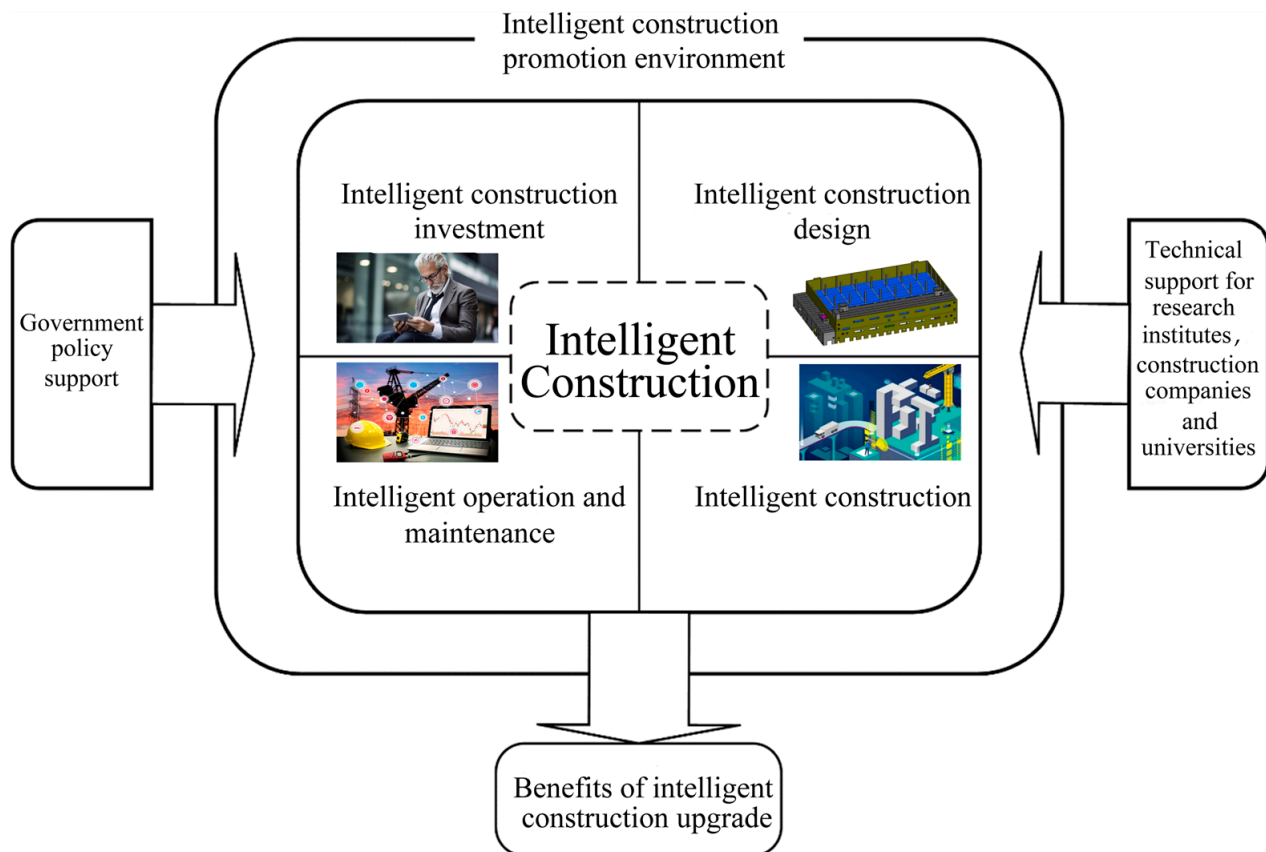 Intelligent construction
promotion environment
Intelligent construction
investment
Intelligent construction
design
Government
policy
support
Intelligent
Construction
Technical
support for
research
institutes,
construction
companies
and
universities
Intelligent operation and
maintenance
Intelligent construction
Benefits of intelligent
construction upgrade